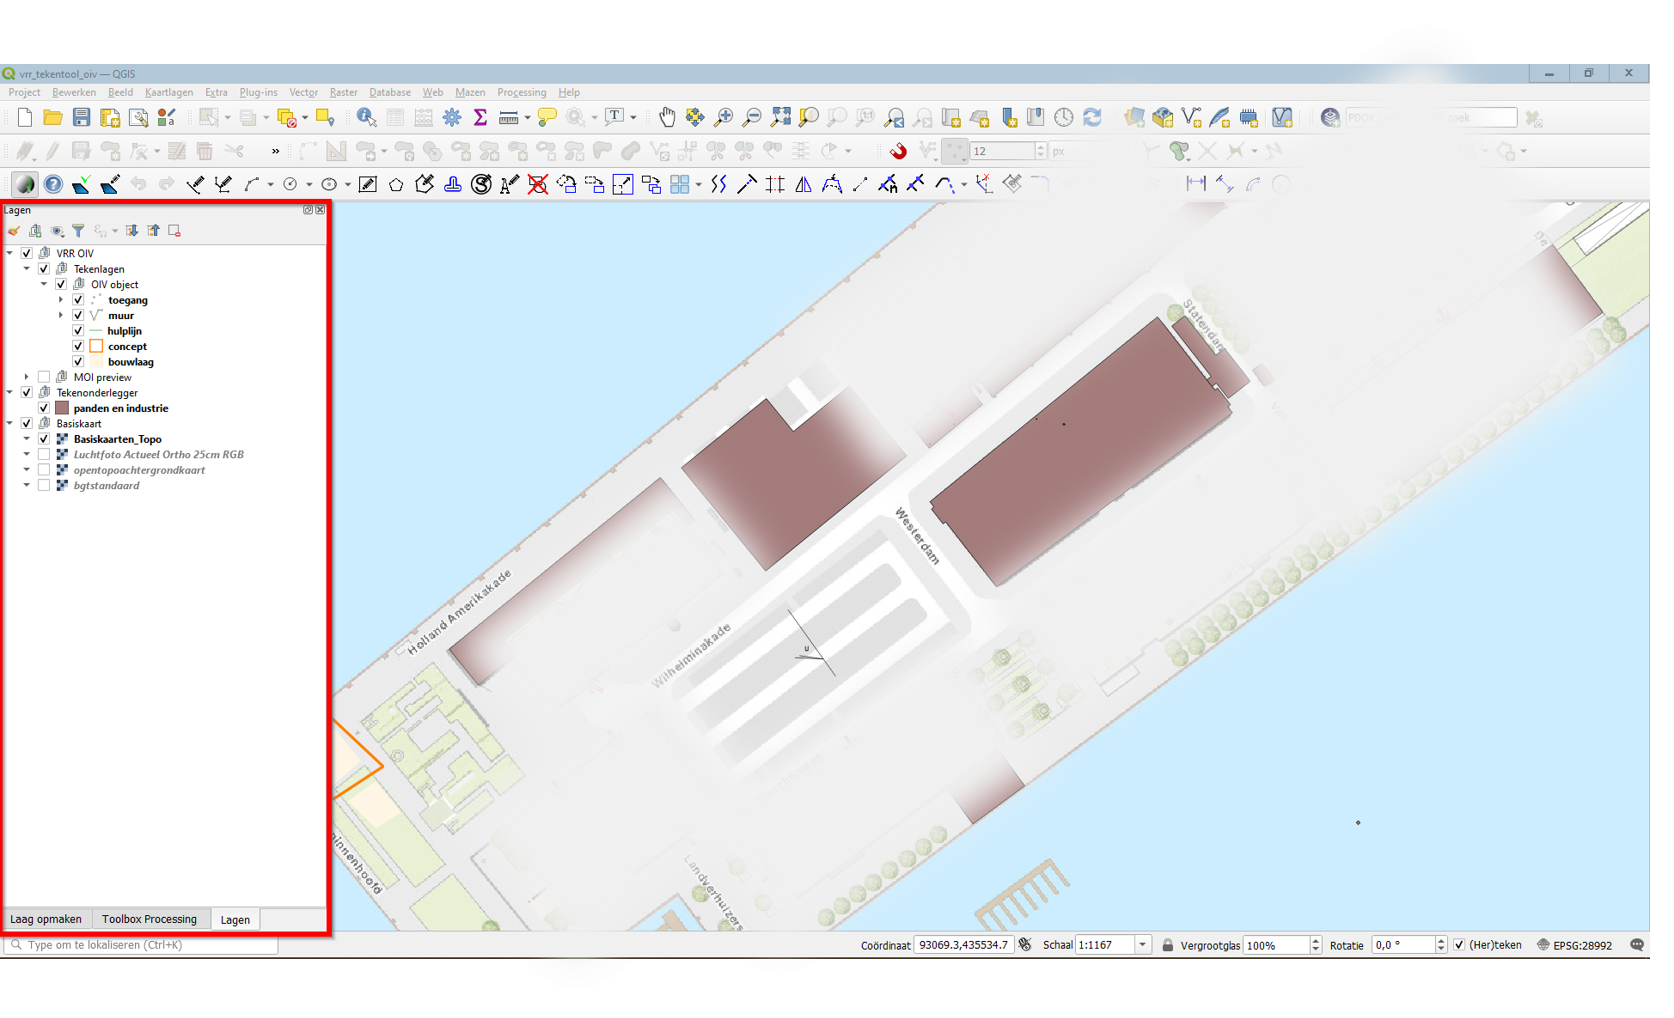 vrr_tekentool_oiv — QGIS
Project Bewerken Beeld Kaartlagen Extra Plug-ins Vector Raster Database Web Mazen Processing Help
PDOK zoek
12 px
Lagen
VRR OIV
Tekenlagen
OIV object
toegang
muur
hulplijn
concept
bouwlaag
MOI preview
Tekenonderlegger
panden en industrie
Basiskaart
Basiskaarten_Topo
Luchtfoto Actueel Ortho 25cm RGB
opentopoachtergrondkaart
bgtstandaard
De
Statendam
Westerdam
Holland Amerikakade
Wilhelminakade
u
innenhoofd
Landverhuizers
Laag opmaken Toolbox Processing Lagen
Type om te lokaliseren (Ctrl+K)
Coördinaat 93069.3,435534.7 Schaal 1:1167 Vergrootglas 100% Rotatie 0,0 ° (Her)teken EPSG:28992